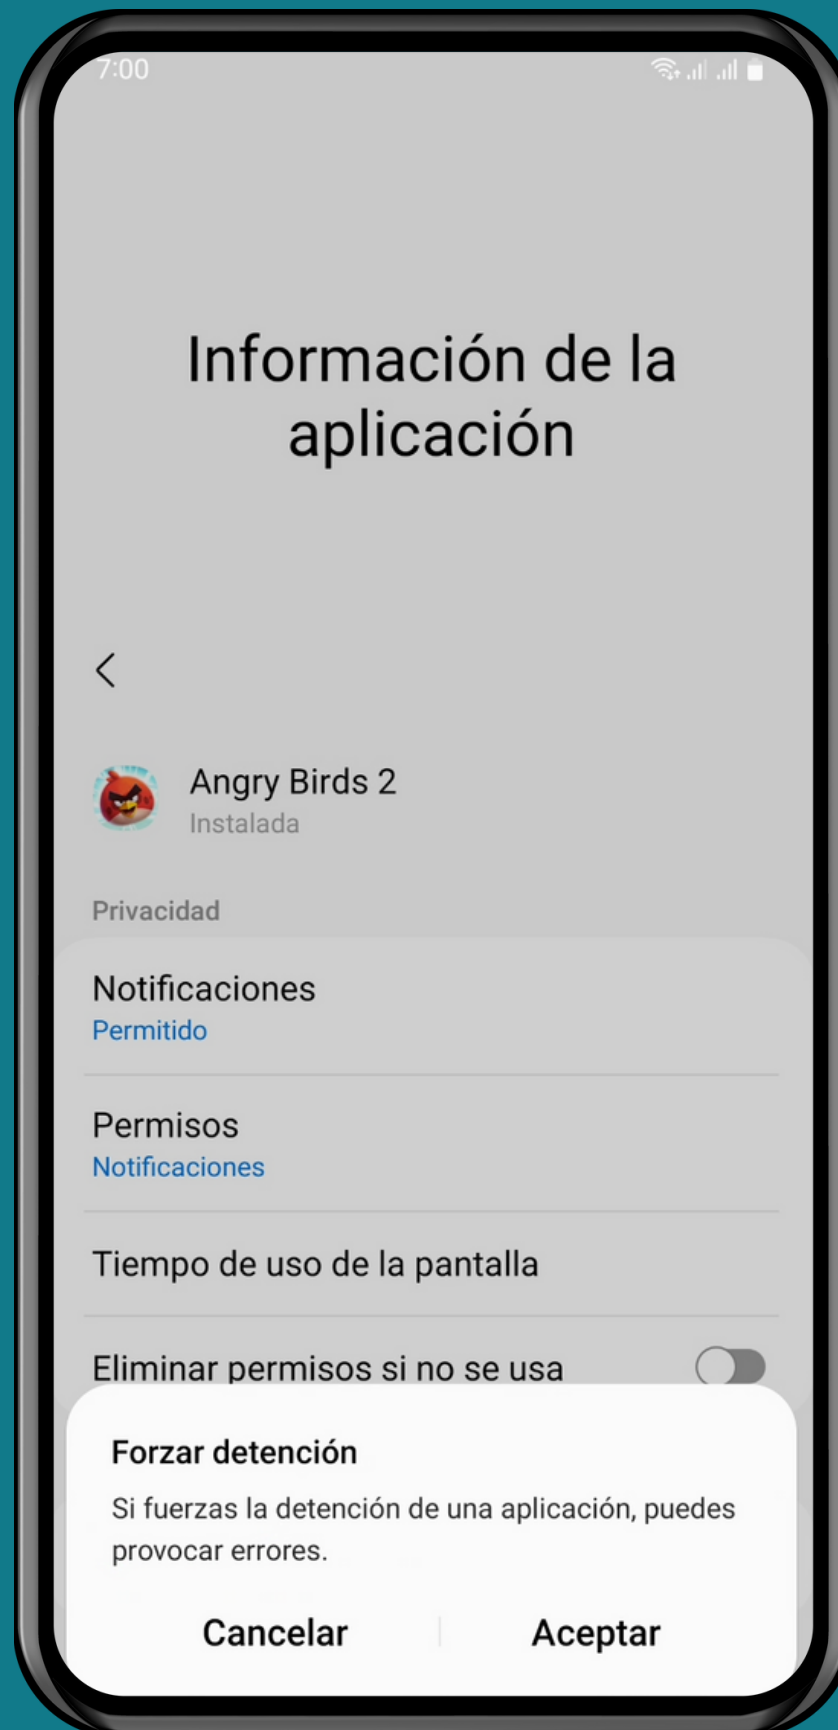 7:00
Información de la
aplicación
Angry Birds 2
Instalada
Privacidad
Notificaciones
Permitido
Permisos
Notificaciones
Tiempo de uso de la pantalla
Eliminar permisos si no se usa
Forzar detención
Si fuerzas la detención de una aplicación, puedes
provocar errores.
Cancelar
Aceptar